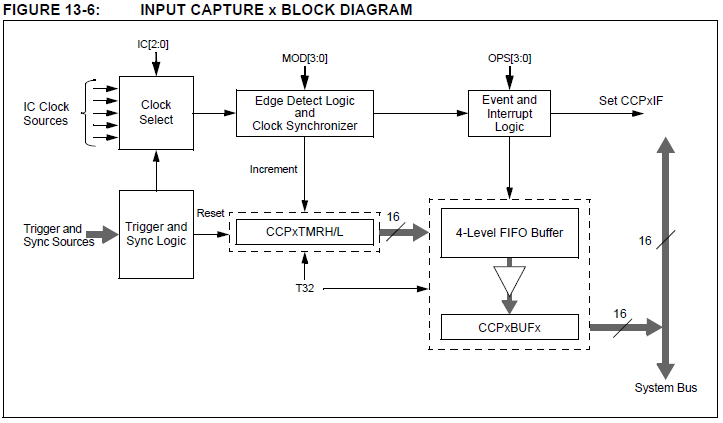 FIGURE 13-6: INPUT CAPTURE x BLOCK DIAGRAM
IC[2:0]
MOD[3:0]
OPS[3:0]
IC Clock
Sources
Clock
Select
Edge Detect Logic
and
Clock Synchronizer
Event and
Interrupt
Logic
Set CCPxIF
Increment
Trigger and
Sync Sources
Trigger and
Sync Logic
Reset
CCPxTMRH/L
16
4-Level FIFO Buffer
16
T32
CCPxBUFx
16
System Bus